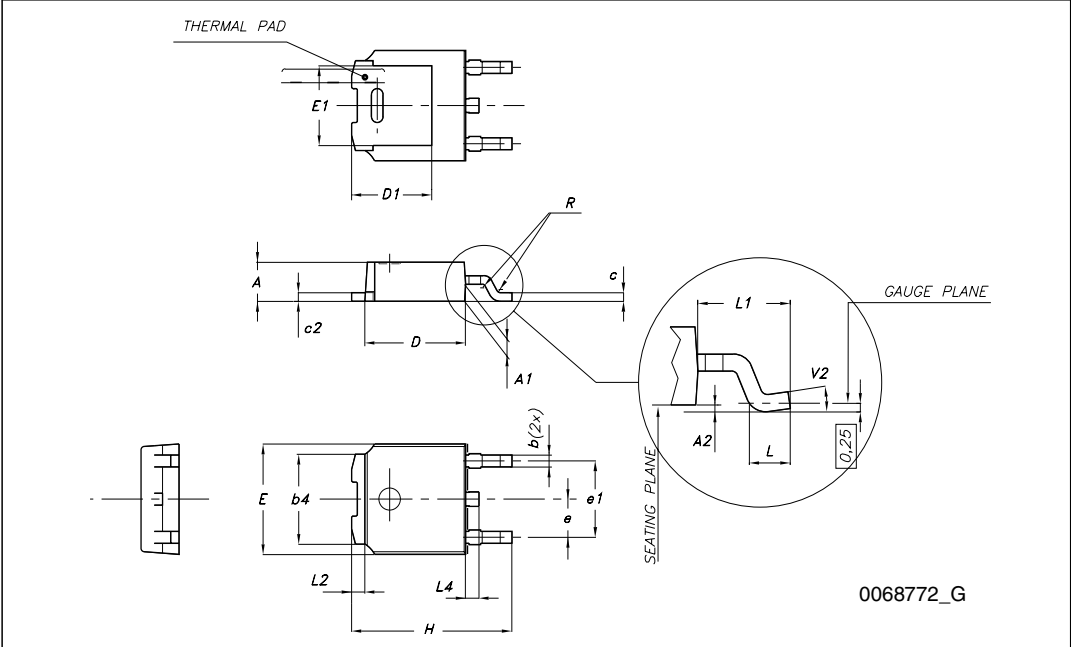 THERMAL PAD
E1
D1
R
A
c
c2
D
A1
L1
GAUGE PLANE
V2
A2
L
0,25
SEATING PLANE
b(2x)
E
b4
e
e1
L2
L4
H
0068772_G